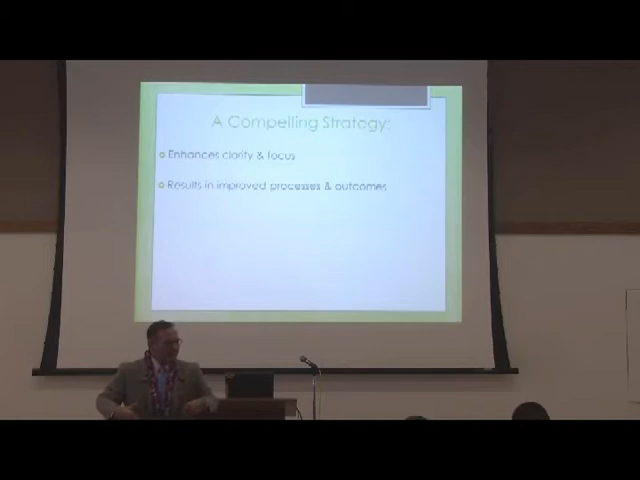 A Compelling Strategy:
Enhances clarity & focus
Results in improved processes & outcomes